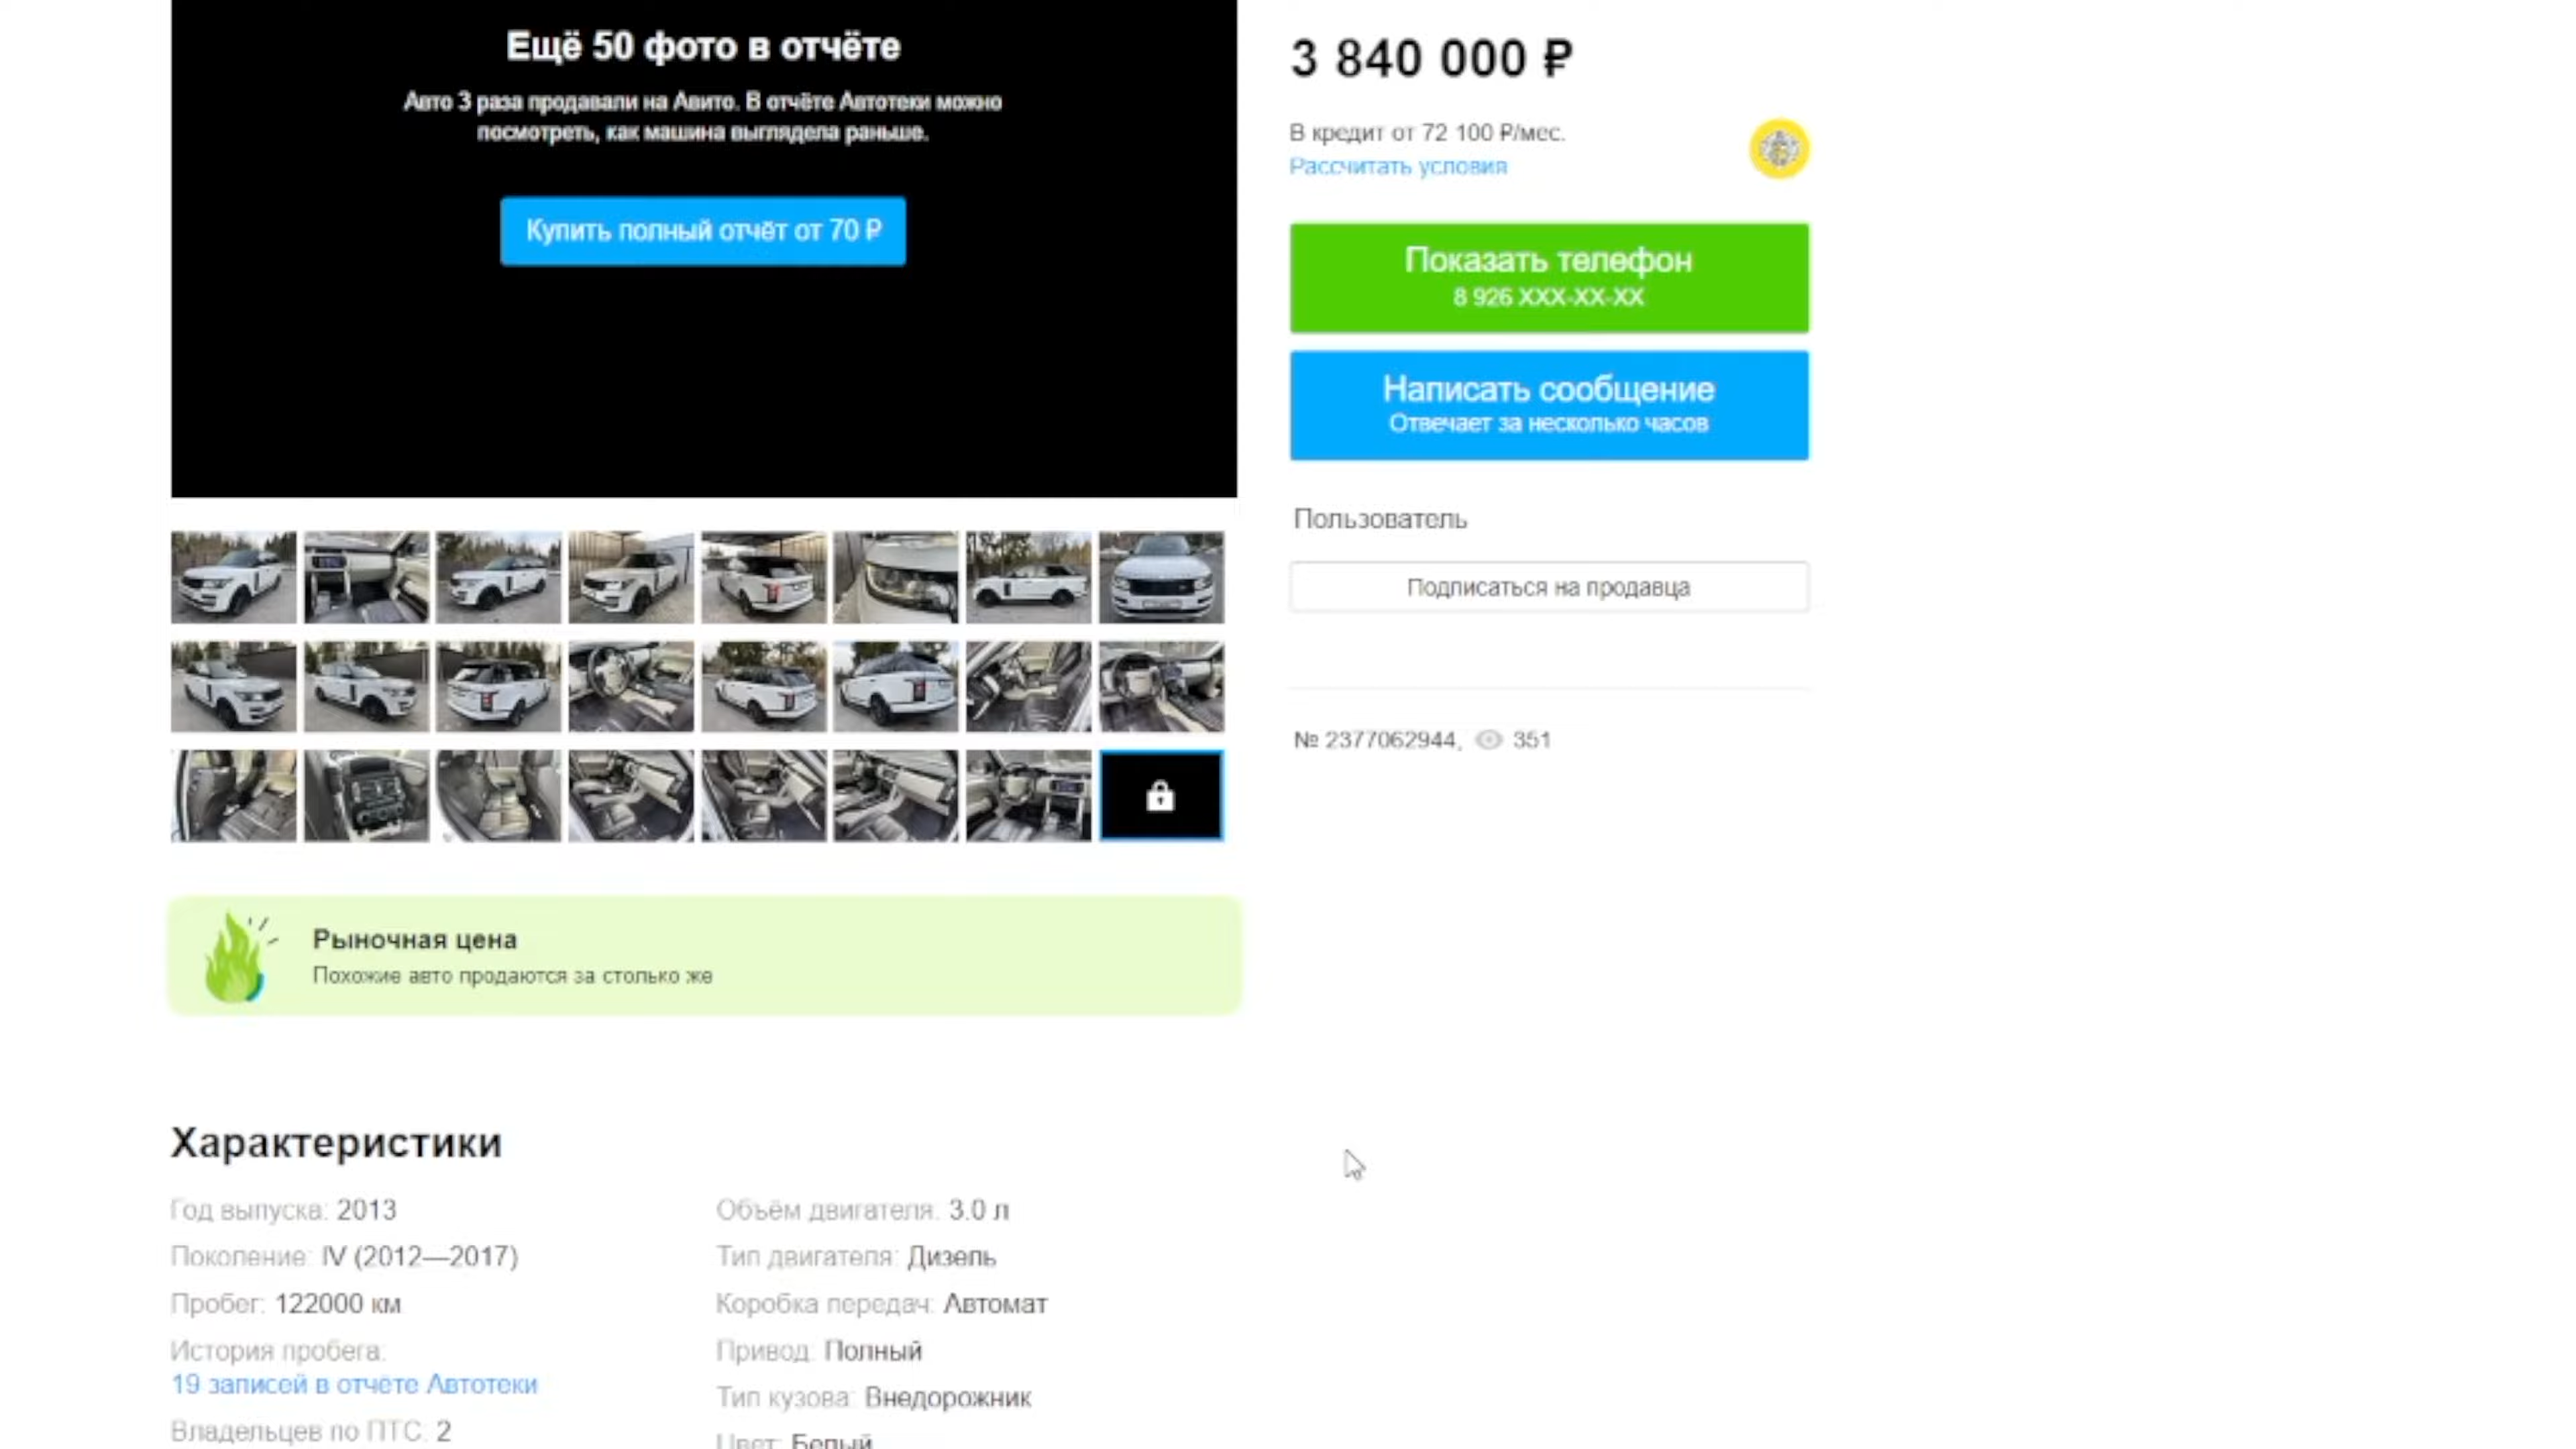 Ещё 50 фото в отчёте
Авто 3 раза продавали на Авито. В отчёте Автотеки можно
посмотреть, как машина выглядела раньше.
Купить полный отчёт от 70 ₽
3 840 000 ₽
В кредит от 72 100 ₽/мес.
Рассчитать условия
Показать телефон
8 926 XXX-XX-XX
Написать сообщение
Отвечает за несколько часов
Пользователь
Подписаться на продавца
№ 2377062944, 351
Рыночная цена
Похожие авто продаются за столько же
Характеристики
Год выпуска: 2013
Поколение: IV (2012—2017)
Пробег: 122000 км
История пробега:
19 записей в отчёте Автотеки
Владельцев по ПТС: 2
Объём двигателя: 3.0 л
Тип двигателя: Дизель
Коробка передач: Автомат
Привод: Полный
Тип кузова: Внедорожник
Цвет: Белый